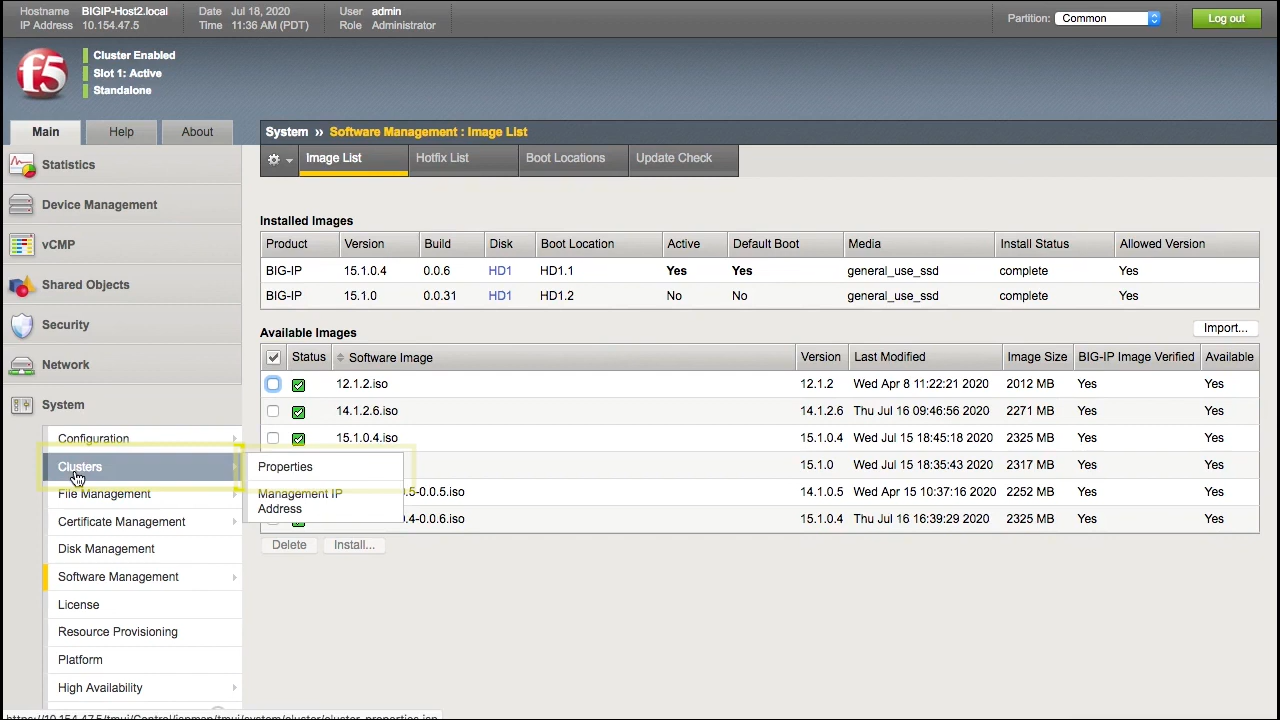 Hostname BIGIP-Host2.local Date Jul 18, 2020 User admin
IP Address 10.154.47.5 Time 11:36 AM (PDT) Role Administrator
Partition: Common Log out
f5
Cluster Enabled
Slot 1: Active
Standalone
Main Help About
System » Software Management : Image List
Image List Hotfix List Boot Locations Update Check
Statistics
Device Management
vCMP
Shared Objects
Security
Network
System
Configuration
Clusters
File Management
Certificate Management
Disk Management
Software Management
License
Resource Provisioning
Platform
High Availability
Properties
Management IP
Address
Installed Images
Product Version Build Disk Boot Location Active Default Boot Media Install Status Allowed Version
BIG-IP 15.1.0.4 0.0.6 HD1 HD1.1 Yes Yes general_use_ssd complete Yes
BIG-IP 15.1.0 0.0.31 HD1 HD1.2 No No general_use_ssd complete Yes
Available Images Import...
Status Software Image Version Last Modified Image Size BIG-IP Image Verified Available
12.1.2.iso 12.1.2 Wed Apr 8 11:22:21 2020 2012 MB Yes Yes
14.1.2.6.iso 14.1.2.6 Thu Jul 16 09:46:56 2020 2271 MB Yes Yes
15.1.0.4.iso 15.1.0.4 Wed Jul 15 18:45:18 2020 2325 MB Yes Yes
15.1.0 Wed Jul 15 18:35:43 2020 2317 MB Yes Yes
.5-0.0.5.iso 14.1.0.5 Wed Apr 15 10:37:16 2020 2252 MB Yes Yes
.4-0.0.6.iso 15.1.0.4 Thu Jul 16 16:39:29 2020 2325 MB Yes Yes
Delete Install...